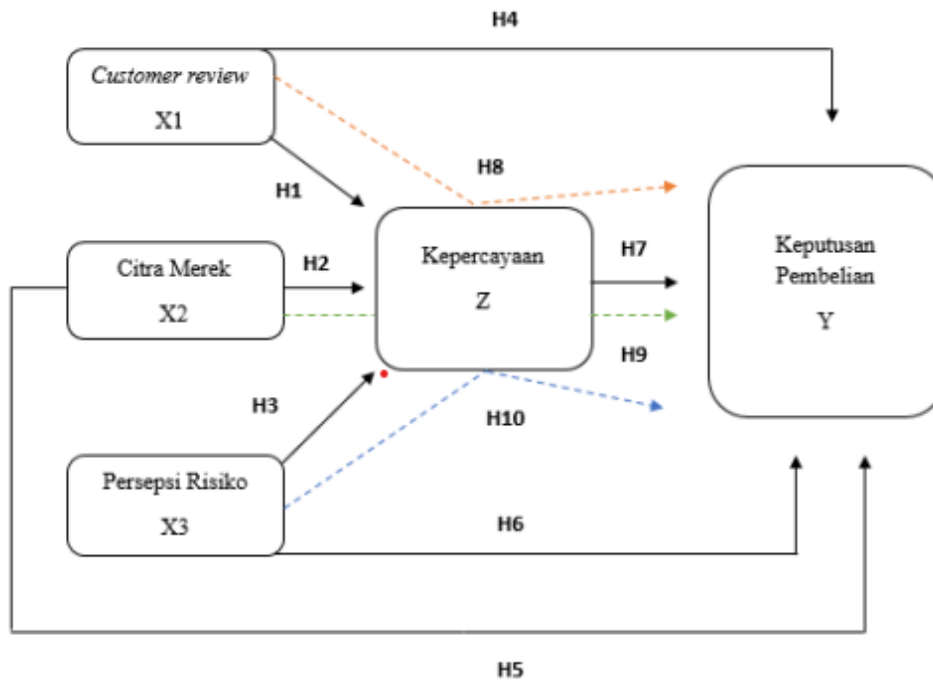 H4
Customer review
X1
H1
H8
Citra Merek
X2
H2
Kepercayaan
Z
H7
Keputusan
Pembelian
Y
H9
H3
H10
Persepsi Risiko
X3
H6
H5